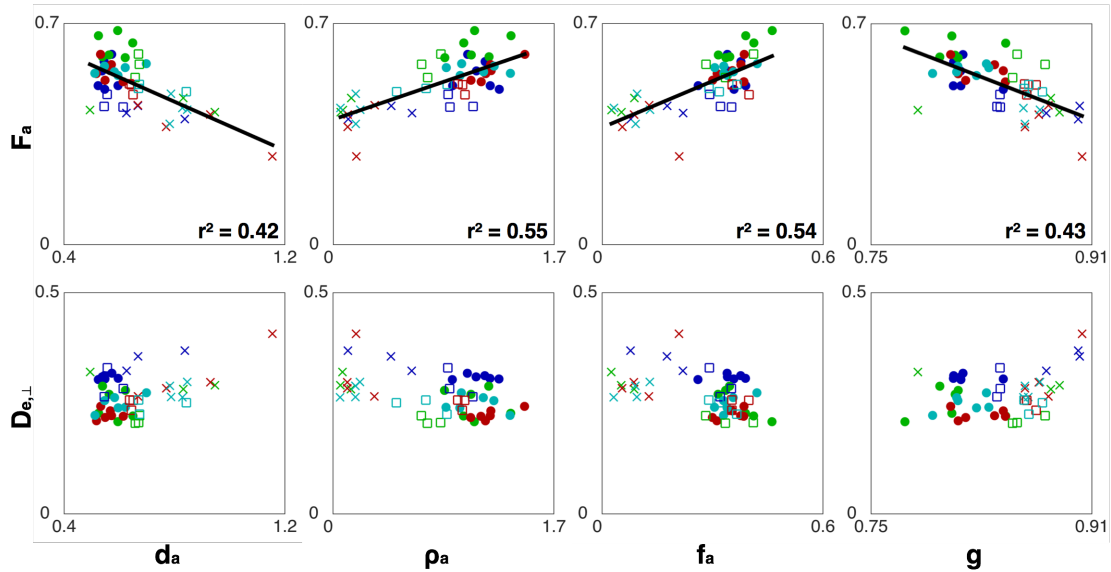 0.7 0.7 0.7 0.7
Fₐ
r² = 0.42 r² = 0.55 r² = 0.54 r² = 0.43
0 0 0 0
0.4 1.2 0 1.7 0 0.6 0.75 0.91
0.5 0.5 0.5 0.5
Dₑ,⊥
0 0 0 0
0.4 1.2 0 1.7 0 0.6 0.75 0.91
dₐ ρₐ fₐ g